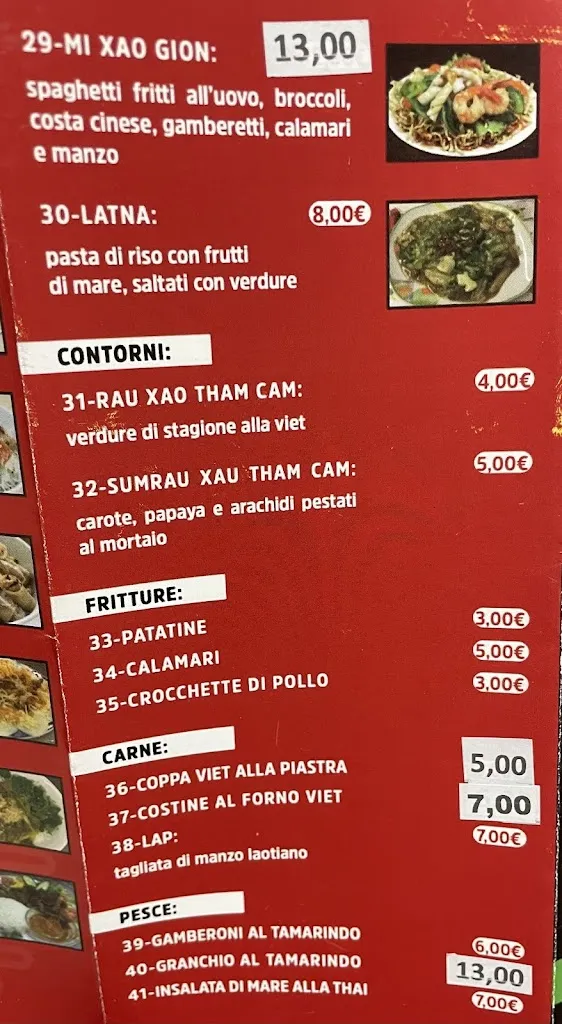 29-MI XAO GION: 13,00
spaghetti fritti all'uovo, broccoli,
costa cinese, gamberetti, calamari
e manzo
30-LATNA: 8,00€
pasta di riso con frutti
di mare, saltati con verdure
CONTORNI:
31-RAU XAO THAM CAM: 4,00€
verdure di stagione alla viet
32-SUMRAU XAU THAM CAM: 5,00€
carote, papaya e arachidi pestati
al mortaio
FRITTURE:
33-PATATINE 3,00€
34-CALAMARI 5,00€
35-CROCCHETTE DI POLLO 3,00€
CARNE:
36-COPPA VIET ALLA PIASTRA 5,00
37-COSTINE AL FORNO VIET 7,00
38-LAP: 7,00€
tagliata di manzo laotiano
PESCE:
39-GAMBERONI AL TAMARINDO 6,00€
40-GRANCHIO AL TAMARINDO 13,00
41-INSALATA DI MARE ALLA THAI 7,00€